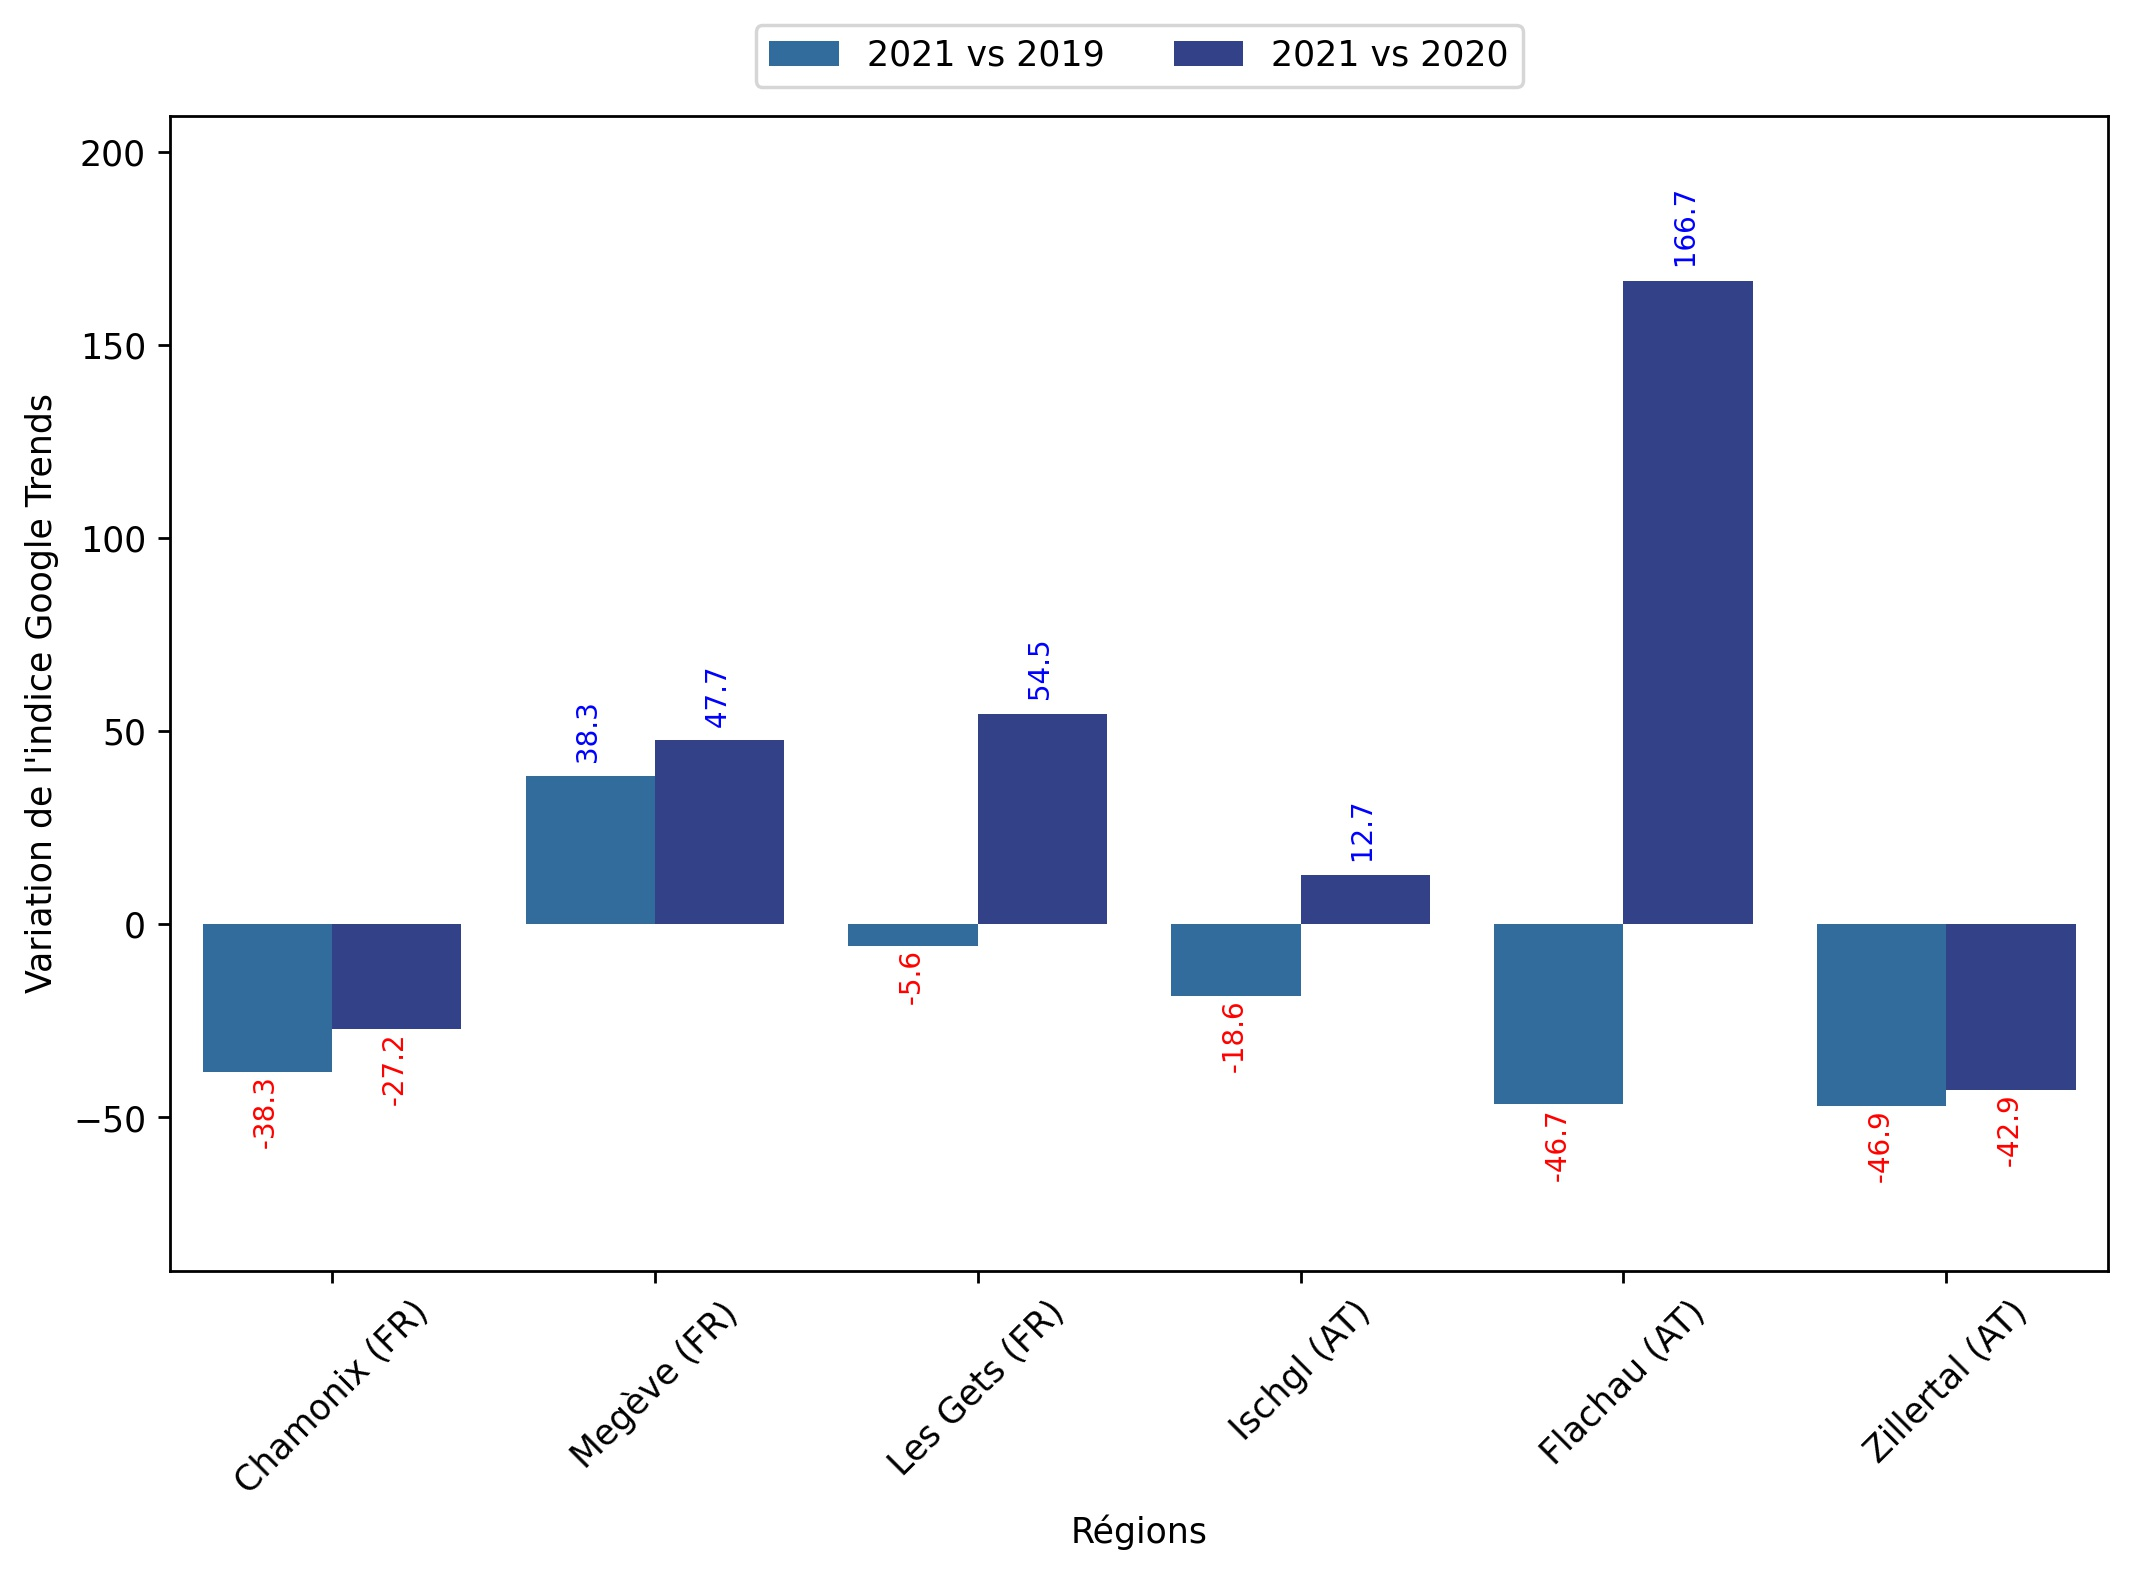 2021 vs 2019
2021 vs 2020
Variation de l'indice Google Trends
200
150
100
50
0
−50
-38.3
-27.2
38.3
47.7
-5.6
54.5
-18.6
12.7
-46.7
166.7
-46.9
-42.9
Chamonix (FR)
Megève (FR)
Les Gets (FR)
Ischgl (AT)
Flachau (AT)
Zillertal (AT)
Régions